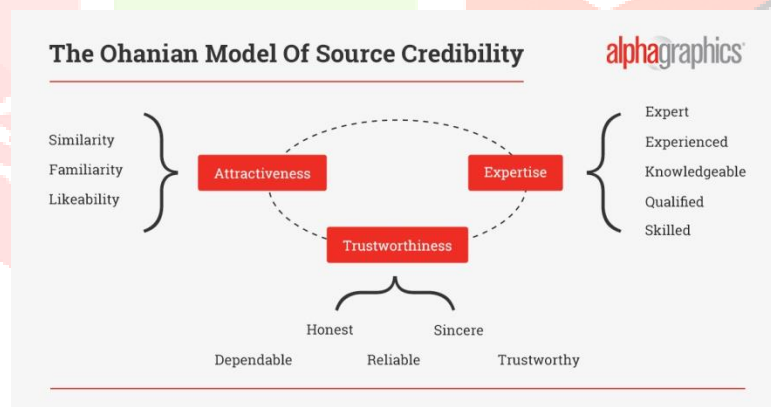 The Ohanian Model Of Source Credibility
alphagraphics
Similarity
Familiarity
Likeability
Attractiveness
Expertise
Expert
Experienced
Knowledgeable
Qualified
Skilled
Trustworthiness
Honest Sincere
Dependable Reliable Trustworthy